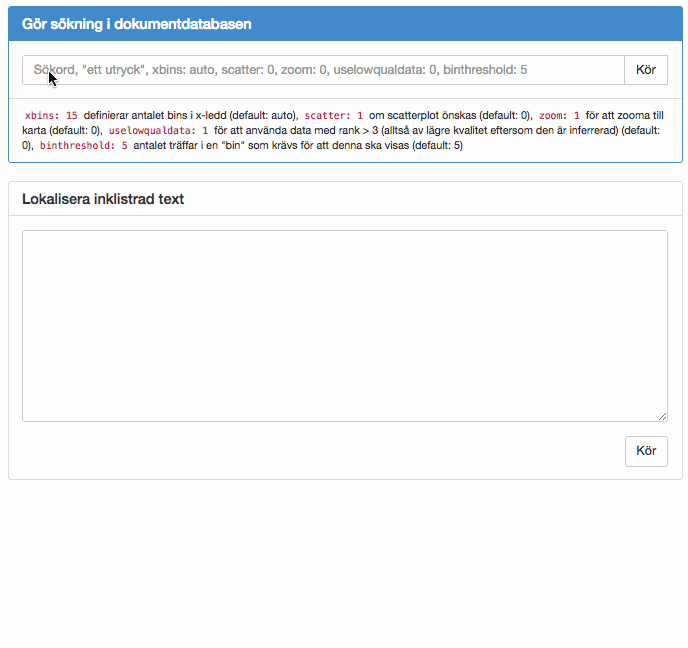 Gör sökning i dokumentdatabasen
Sökord, "ett utryck", xbins: auto, scatter: 0, zoom: 0, uselowqualdata: 0, binthreshold: 5
Kör
xbins: 15 definierar antalet bins i x-ledd (default: auto), scatter: 1 om scatterplot önskas (default: 0), zoom: 1 för att zooma till
karta (default: 0), uselowqualdata: 1 för att använda data med rank > 3 (alltså av lägre kvalitet eftersom den är inferrerad) (default:
0), binthreshold: 5 antalet träffar i en "bin" som krävs för att denna ska visas (default: 5)
Lokalisera inklistrad text
Kör